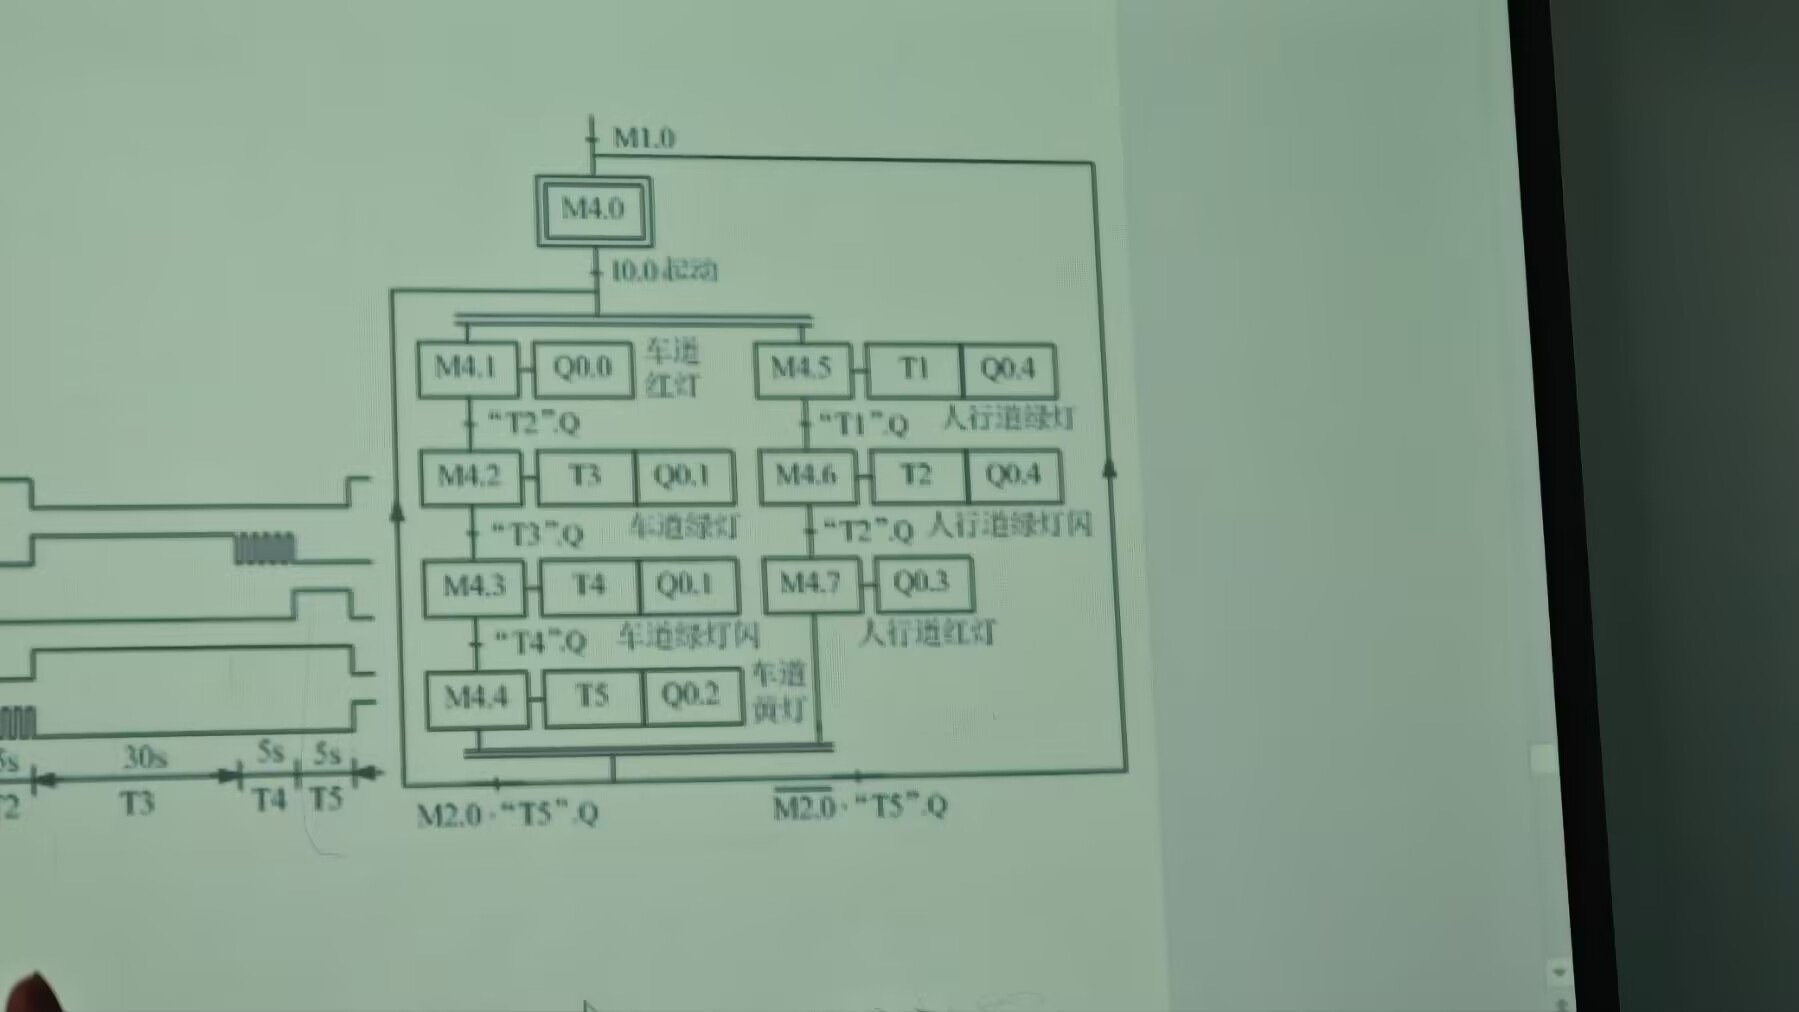 M1.0
M4.0
I0.0起动
M4.1 Q0.0 车道
红灯
M4.5 T1 Q0.4
“T2”.Q
“T1”.Q 人行道绿灯
M4.2 T3 Q0.1
M4.6 T2 Q0.4
“T3”.Q 车道绿灯
“T2”.Q 人行道绿灯闪
M4.3 T4 Q0.1
M4.7 Q0.3
“T4”.Q 车道绿灯闪
人行道红灯
M4.4 T5 Q0.2 车道
黄灯
5s 30s 5s 5s
T2 T3 T4 T5
M2.0·“T5”.Q
M2.0·“T5”.Q